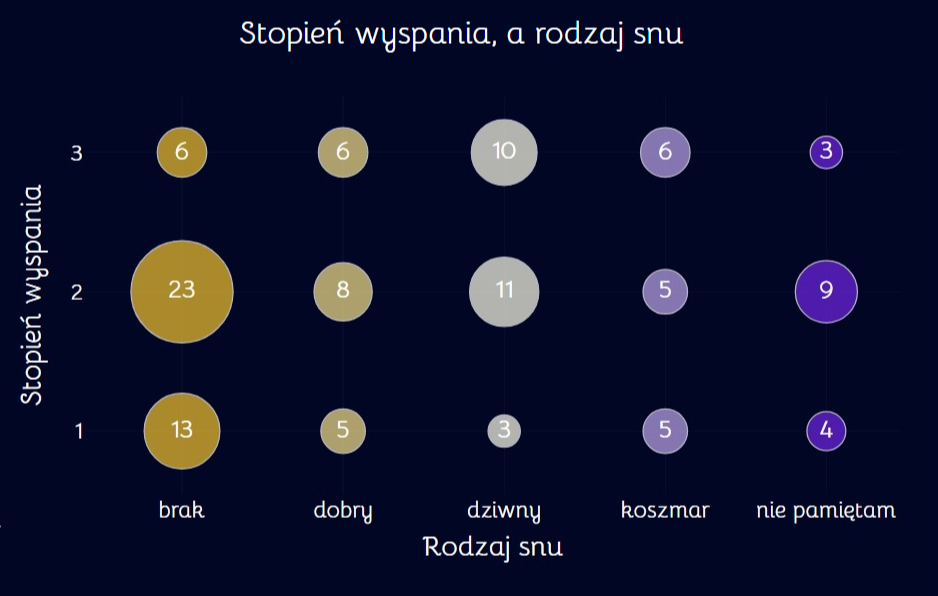 Stopień wyspania, a rodzaj snu
Stopień wyspania
3
6
6
10
6
3
2
23
8
11
5
9
1
13
5
3
5
4
brak
dobry
dziwny
koszmar
nie pamiętam
Rodzaj snu